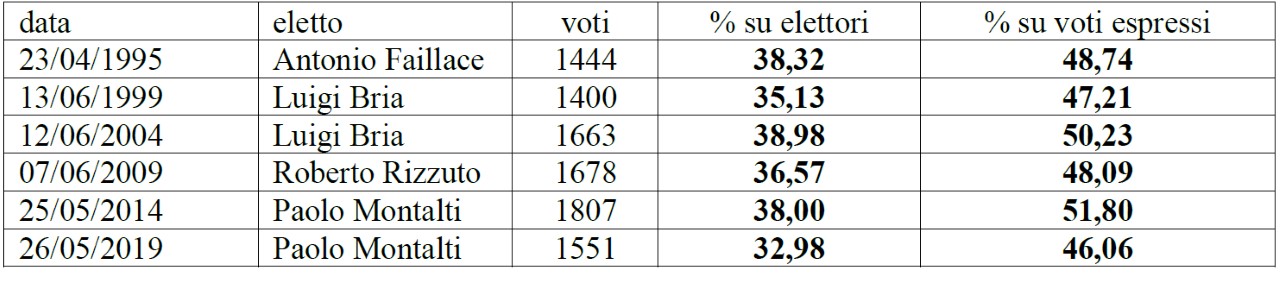 data eletto voti % su elettori % su voti espressi
23/04/1995 Antonio Faillace 1444 38,32 48,74
13/06/1999 Luigi Bria 1400 35,13 47,21
12/06/2004 Luigi Bria 1663 38,98 50,23
07/06/2009 Roberto Rizzuto 1678 36,57 48,09
25/05/2014 Paolo Montalti 1807 38,00 51,80
26/05/2019 Paolo Montalti 1551 32,98 46,06